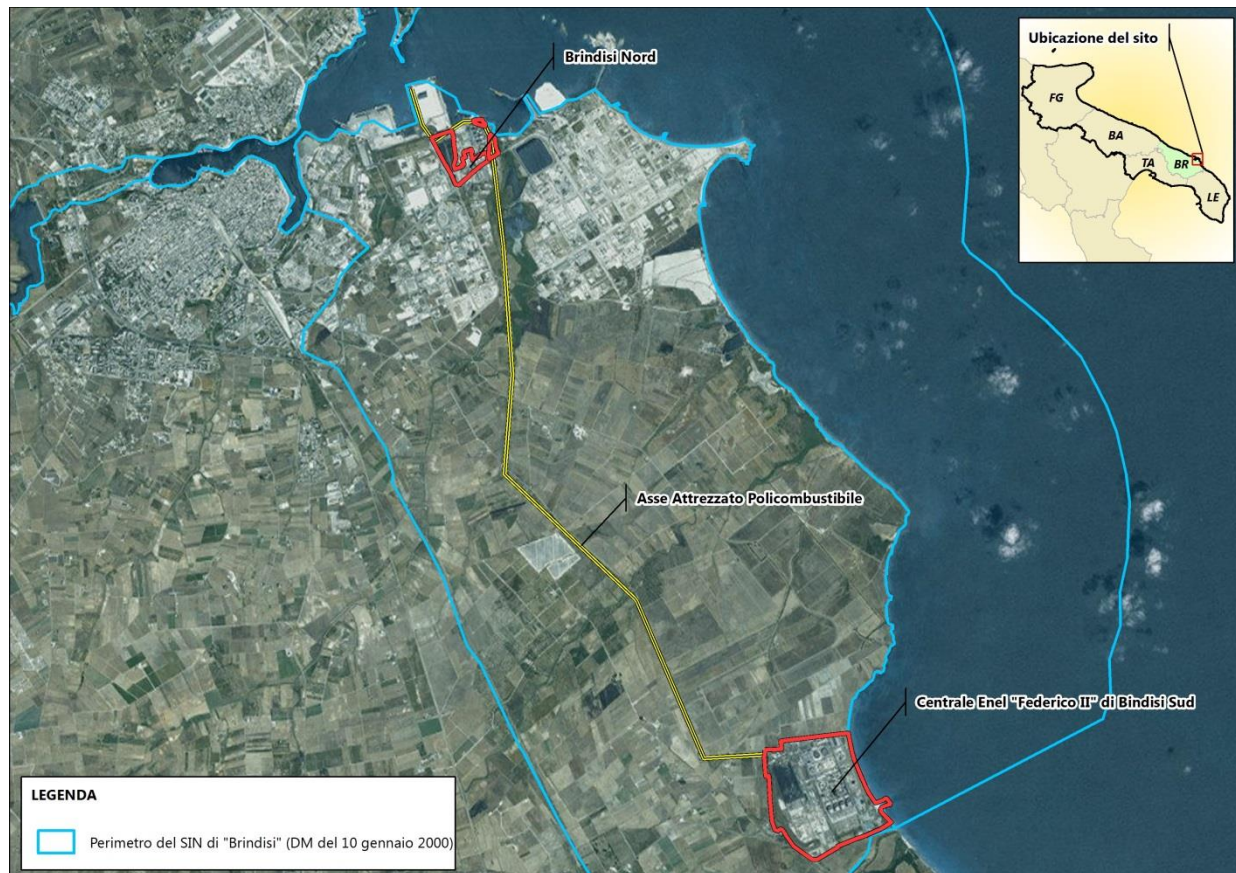 Ubicazione del sito
FG
BA
TA
BR
LE
Brindisi Nord
Asse Attrezzato Policombustibile
Centrale Enel "Federico II" di Bindisi Sud
LEGENDA
Perimetro del SIN di "Brindisi" (DM del 10 gennaio 2000)